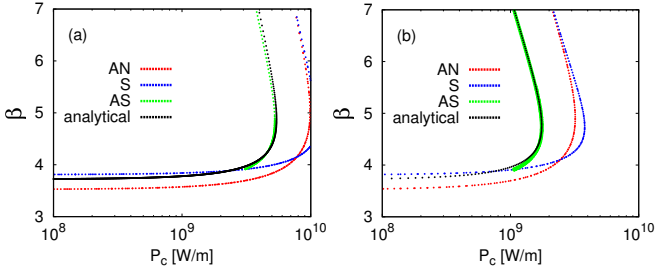 (a)
7
6
5
4
3
β
AN
S
AS
analytical
10^8
10^9
10^10
P_c [W/m]
(b)
7
6
5
4
3
β
AN
S
AS
analytical
10^8
10^9
10^10
P_c [W/m]